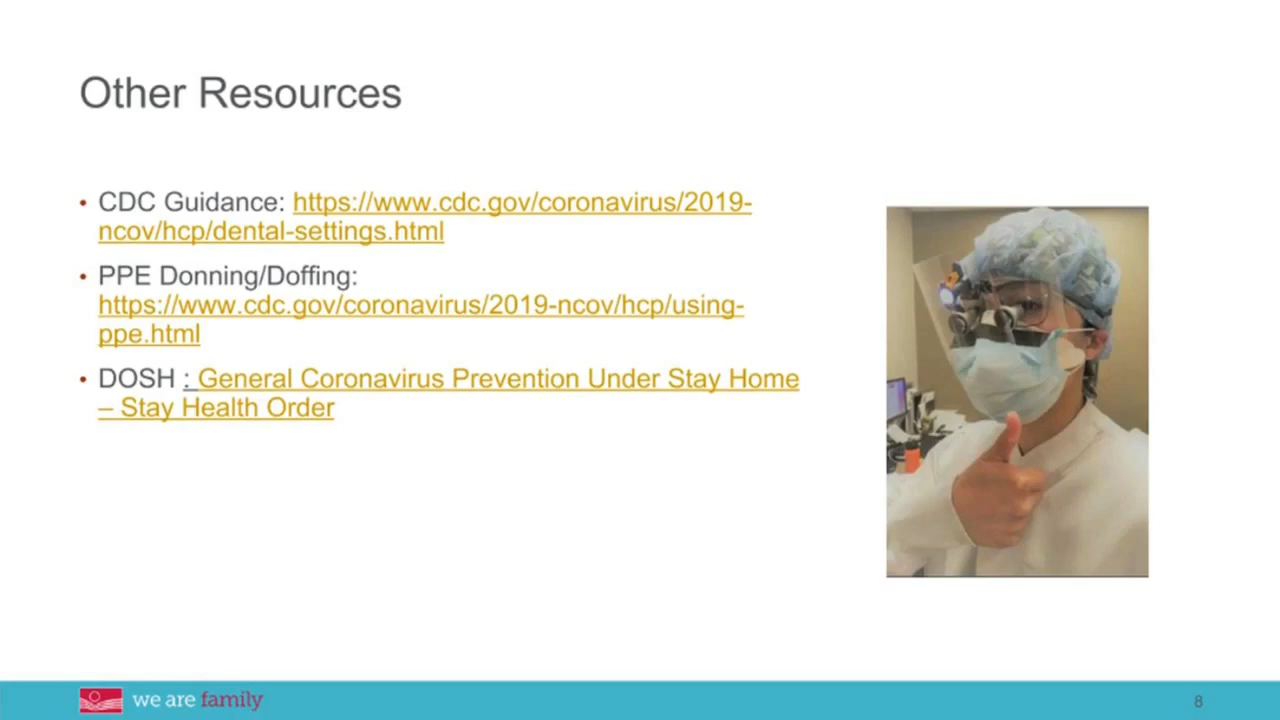 Other Resources
• CDC Guidance: https://www.cdc.gov/coronavirus/2019-
ncov/hcp/dental-settings.html
• PPE Donning/Doffing:
https://www.cdc.gov/coronavirus/2019-ncov/hcp/using-
ppe.html
• DOSH : General Coronavirus Prevention Under Stay Home
– Stay Health Order
we are family
8